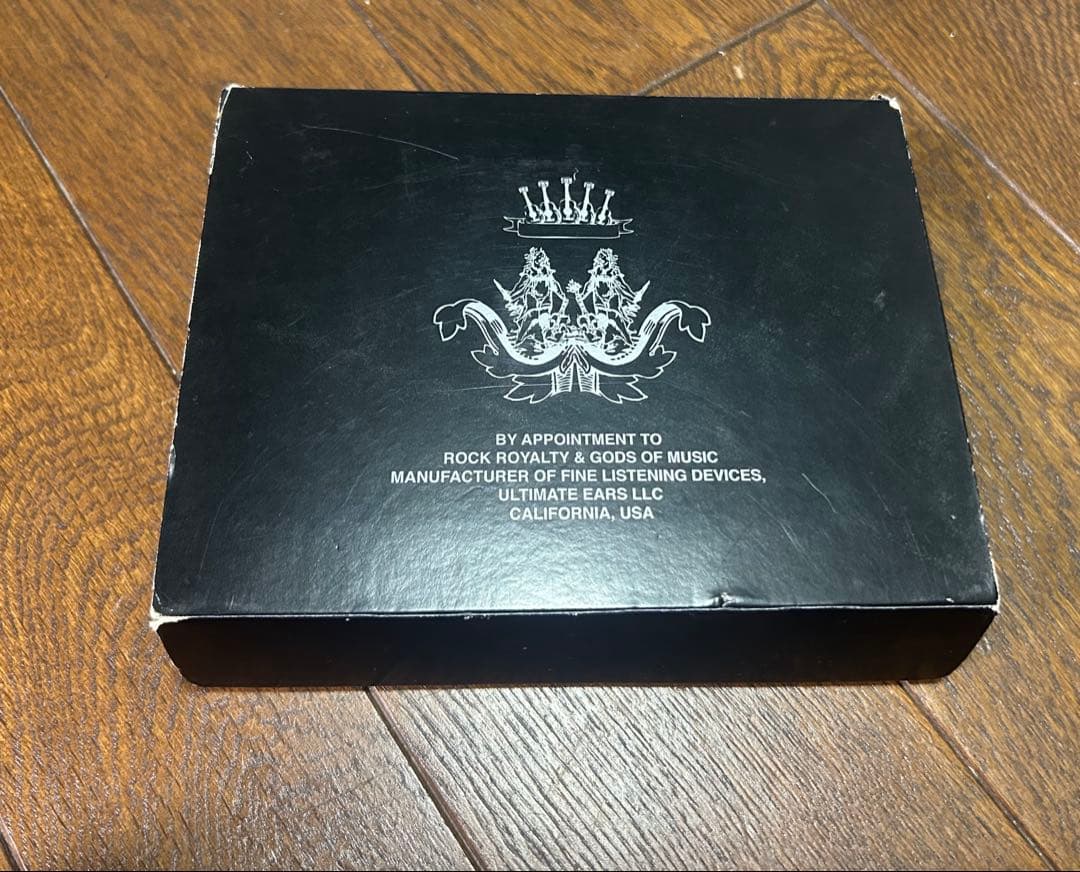 BY APPOINTMENT TO
ROCK ROYALTY & GODS OF MUSIC
MANUFACTURER OF FINE LISTENING DEVICES,
ULTIMATE EARS LLC
CALIFORNIA, USA